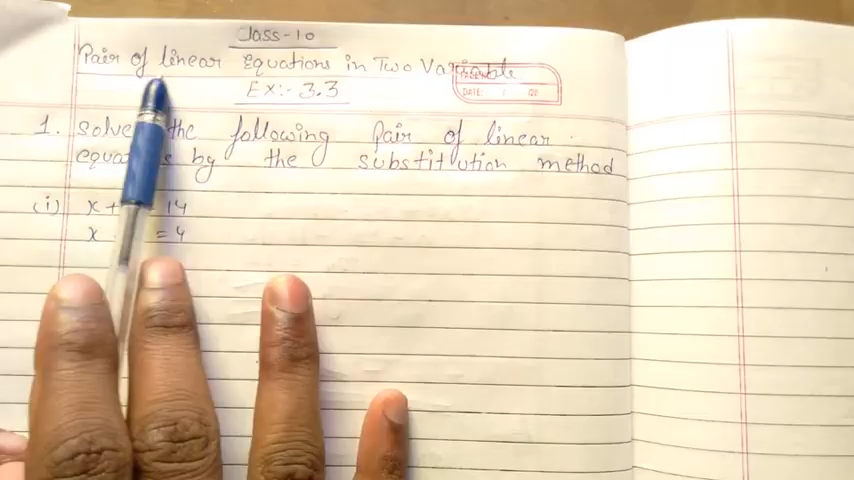 Class-10
Pair of linear Equations in Two Variable
Ex:- 3.3
DATE:
1. Solve the following Pair of linear
by the substitution method
(i) x+ 14
x = 4